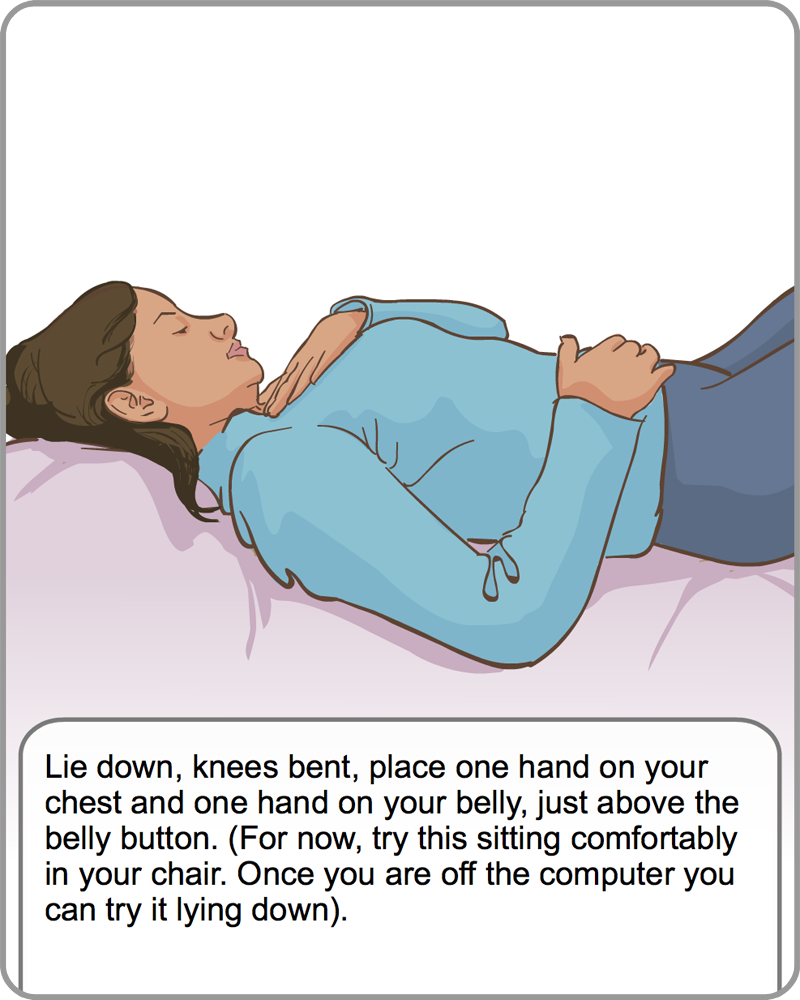 Lie down, knees bent, place one hand on your
chest and one hand on your belly, just above the
belly button. (For now, try this sitting comfortably
in your chair. Once you are off the computer you
can try it lying down).